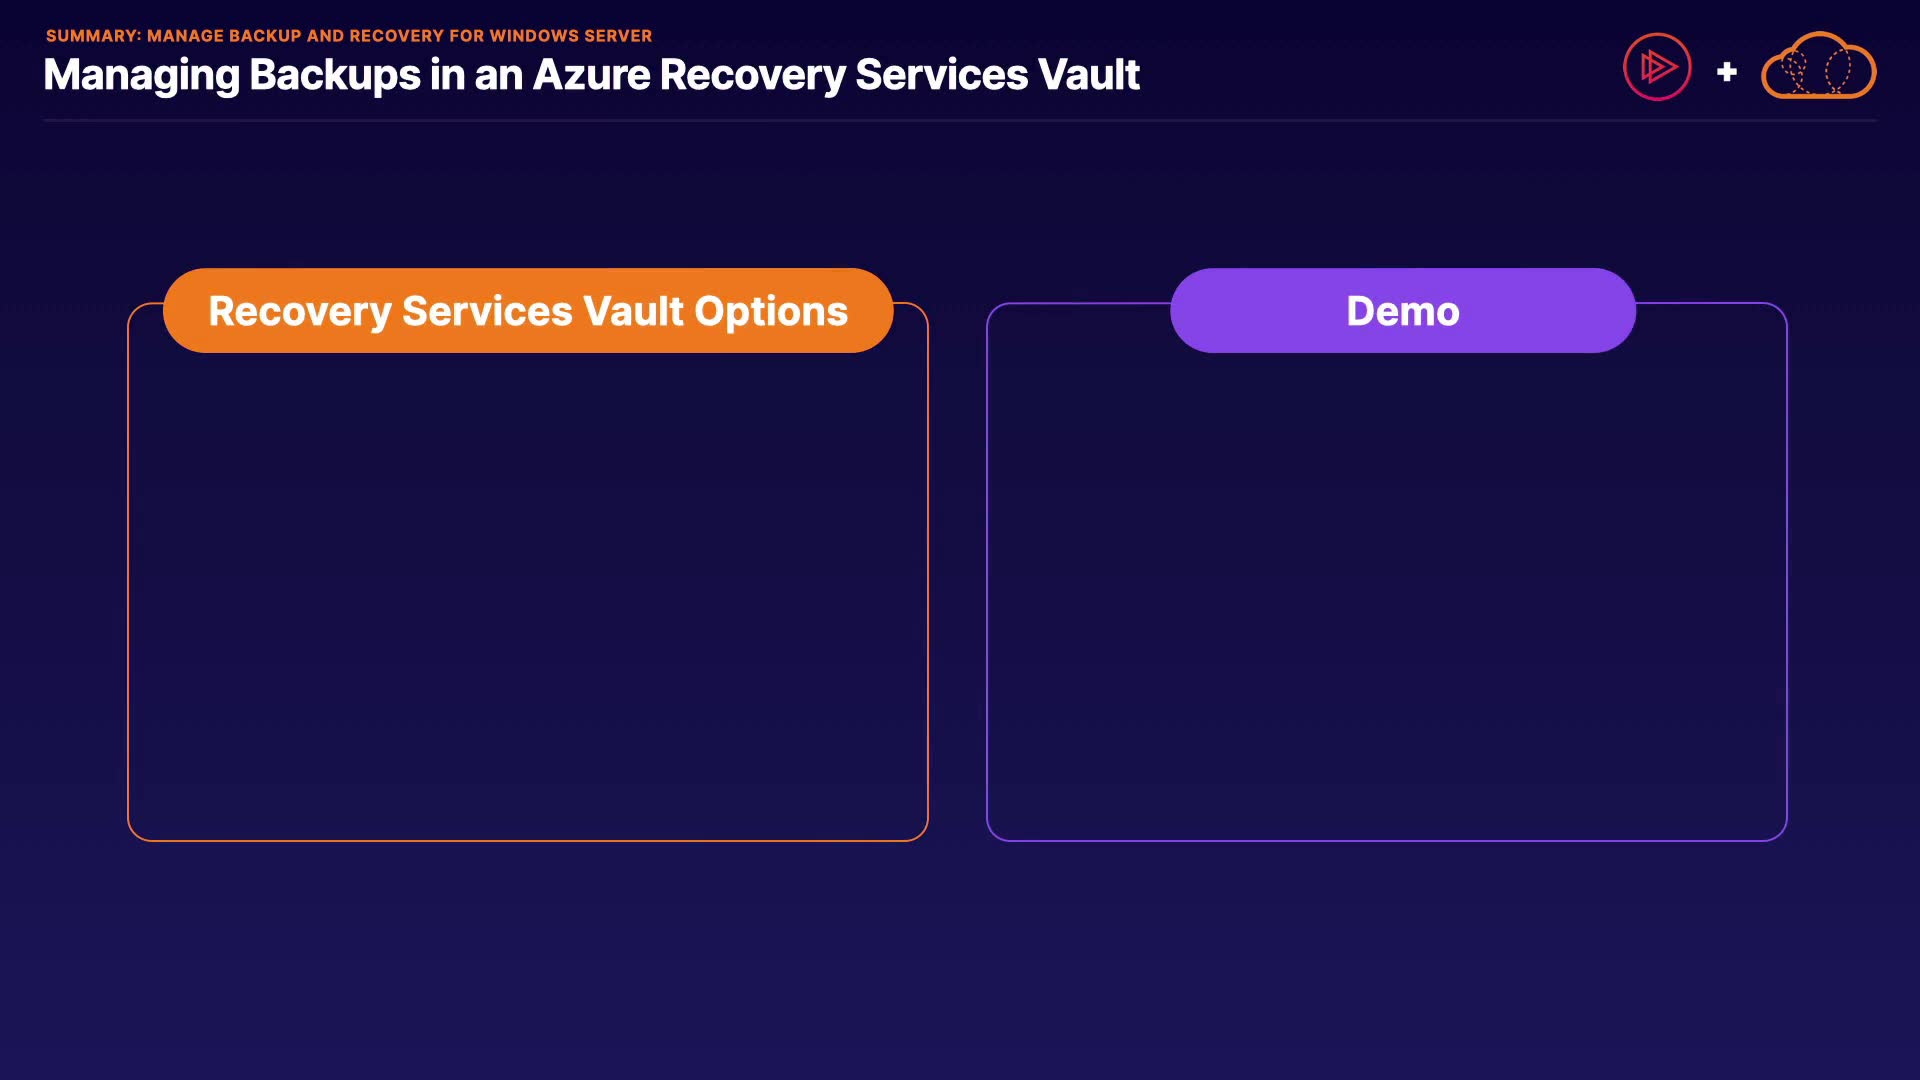 SUMMARY: MANAGE BACKUP AND RECOVERY FOR WINDOWS SERVER
Managing Backups in an Azure Recovery Services Vault
+
Recovery Services Vault Options
Demo